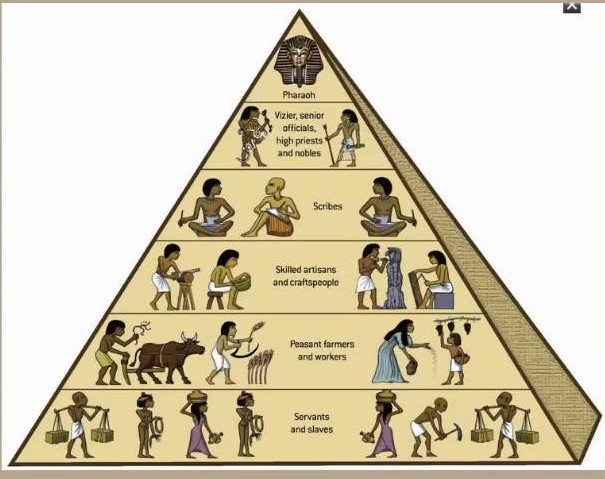 Pharaoh
Vizier, senior
officials,
high priests
and nobles
Scribes
Skilled artisans
and craftspeople
Peasant farmers
and workers
Servants
and slaves